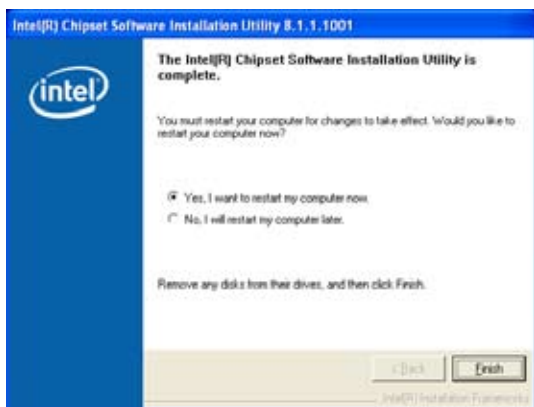 Intel(R) Chipset Software Installation Utility 8.1.1.1001
intel
The Intel(R) Chipset Software Installation Utility is
complete.
You must restart your computer for changes to take effect. Would you like to
restart your computer now?
Yes, I want to restart my computer now.
No, I will restart my computer later.
Remove any disks from their drives, and then click Finish.
< Back
Finish
Intel(R) Installation Frameworks